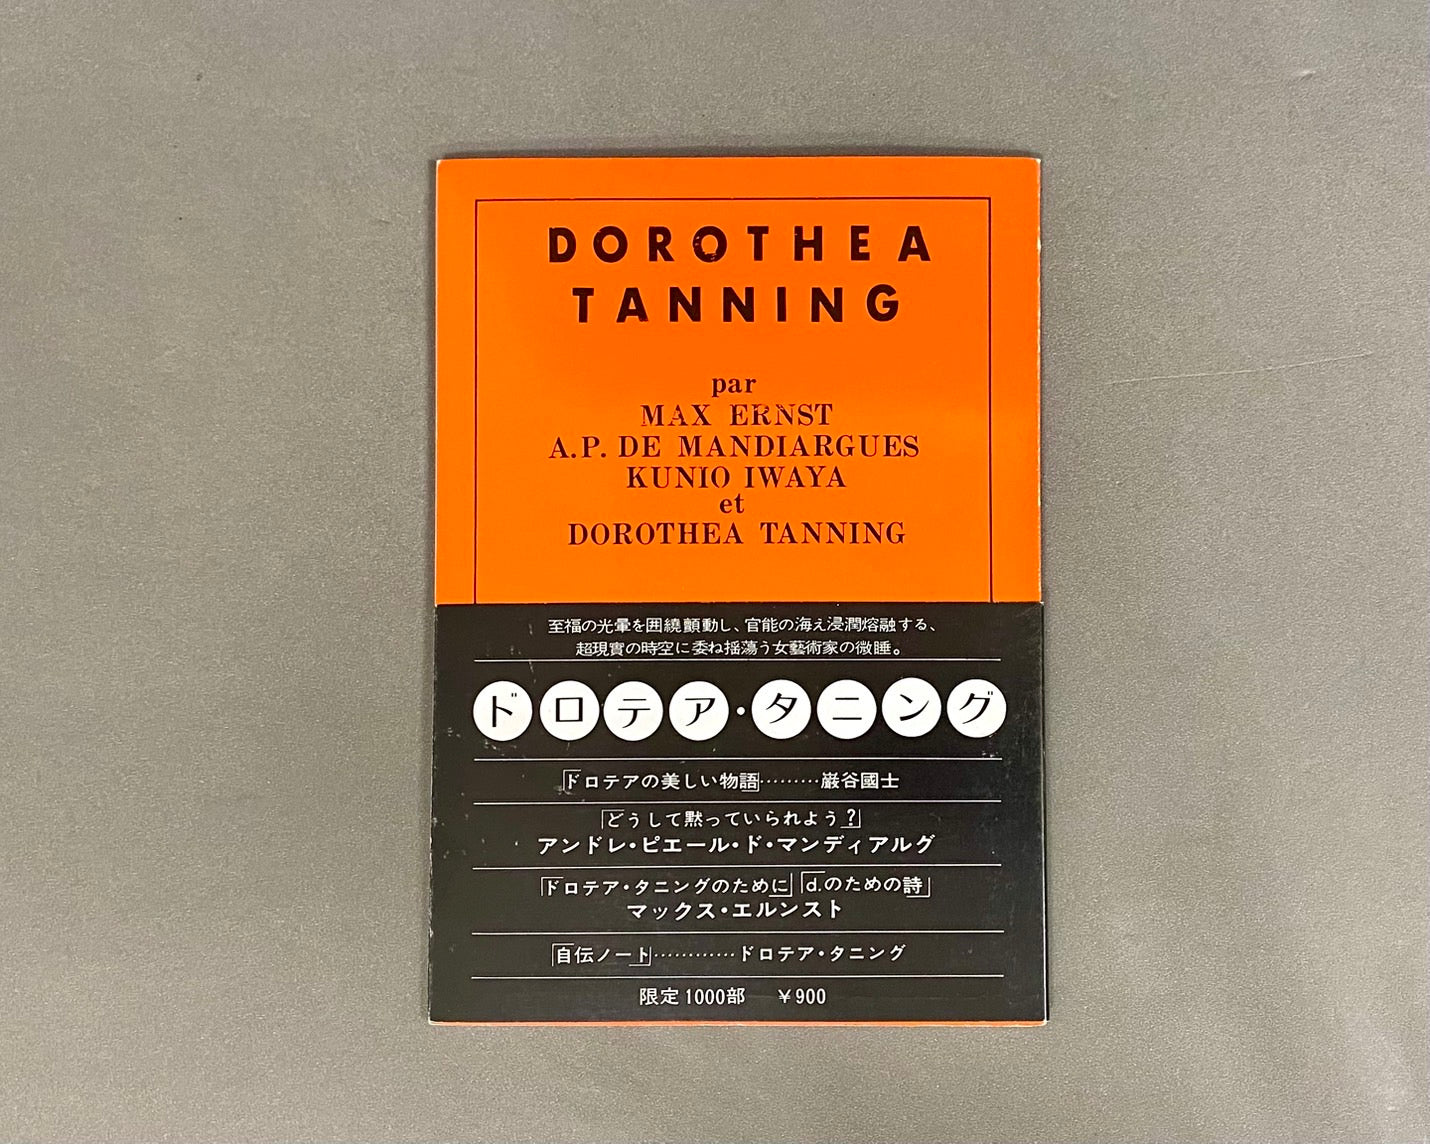 DOROTHEA
TANNING
par
MAX ERNST
A.P. DE MANDIARGUES
KUNIO IWAYA
et
DOROTHEA TANNING
至福の光暈を囲繞顫動し、官能の海え浸潤熔融する、
超現實の時空に委ね揺蕩う女藝術家の微睡。
ドロテア・タニング
「ドロテアの美しい物語」………巖谷國士
「どうして黙っていられよう?」
アンドレ・ピエール・ド・マンディアルグ
「ドロテア・タニングのために」「d.のための詩」
マックス・エルンスト
「自伝ノート」…………ドロテア・タニング
限定1000部 ¥900